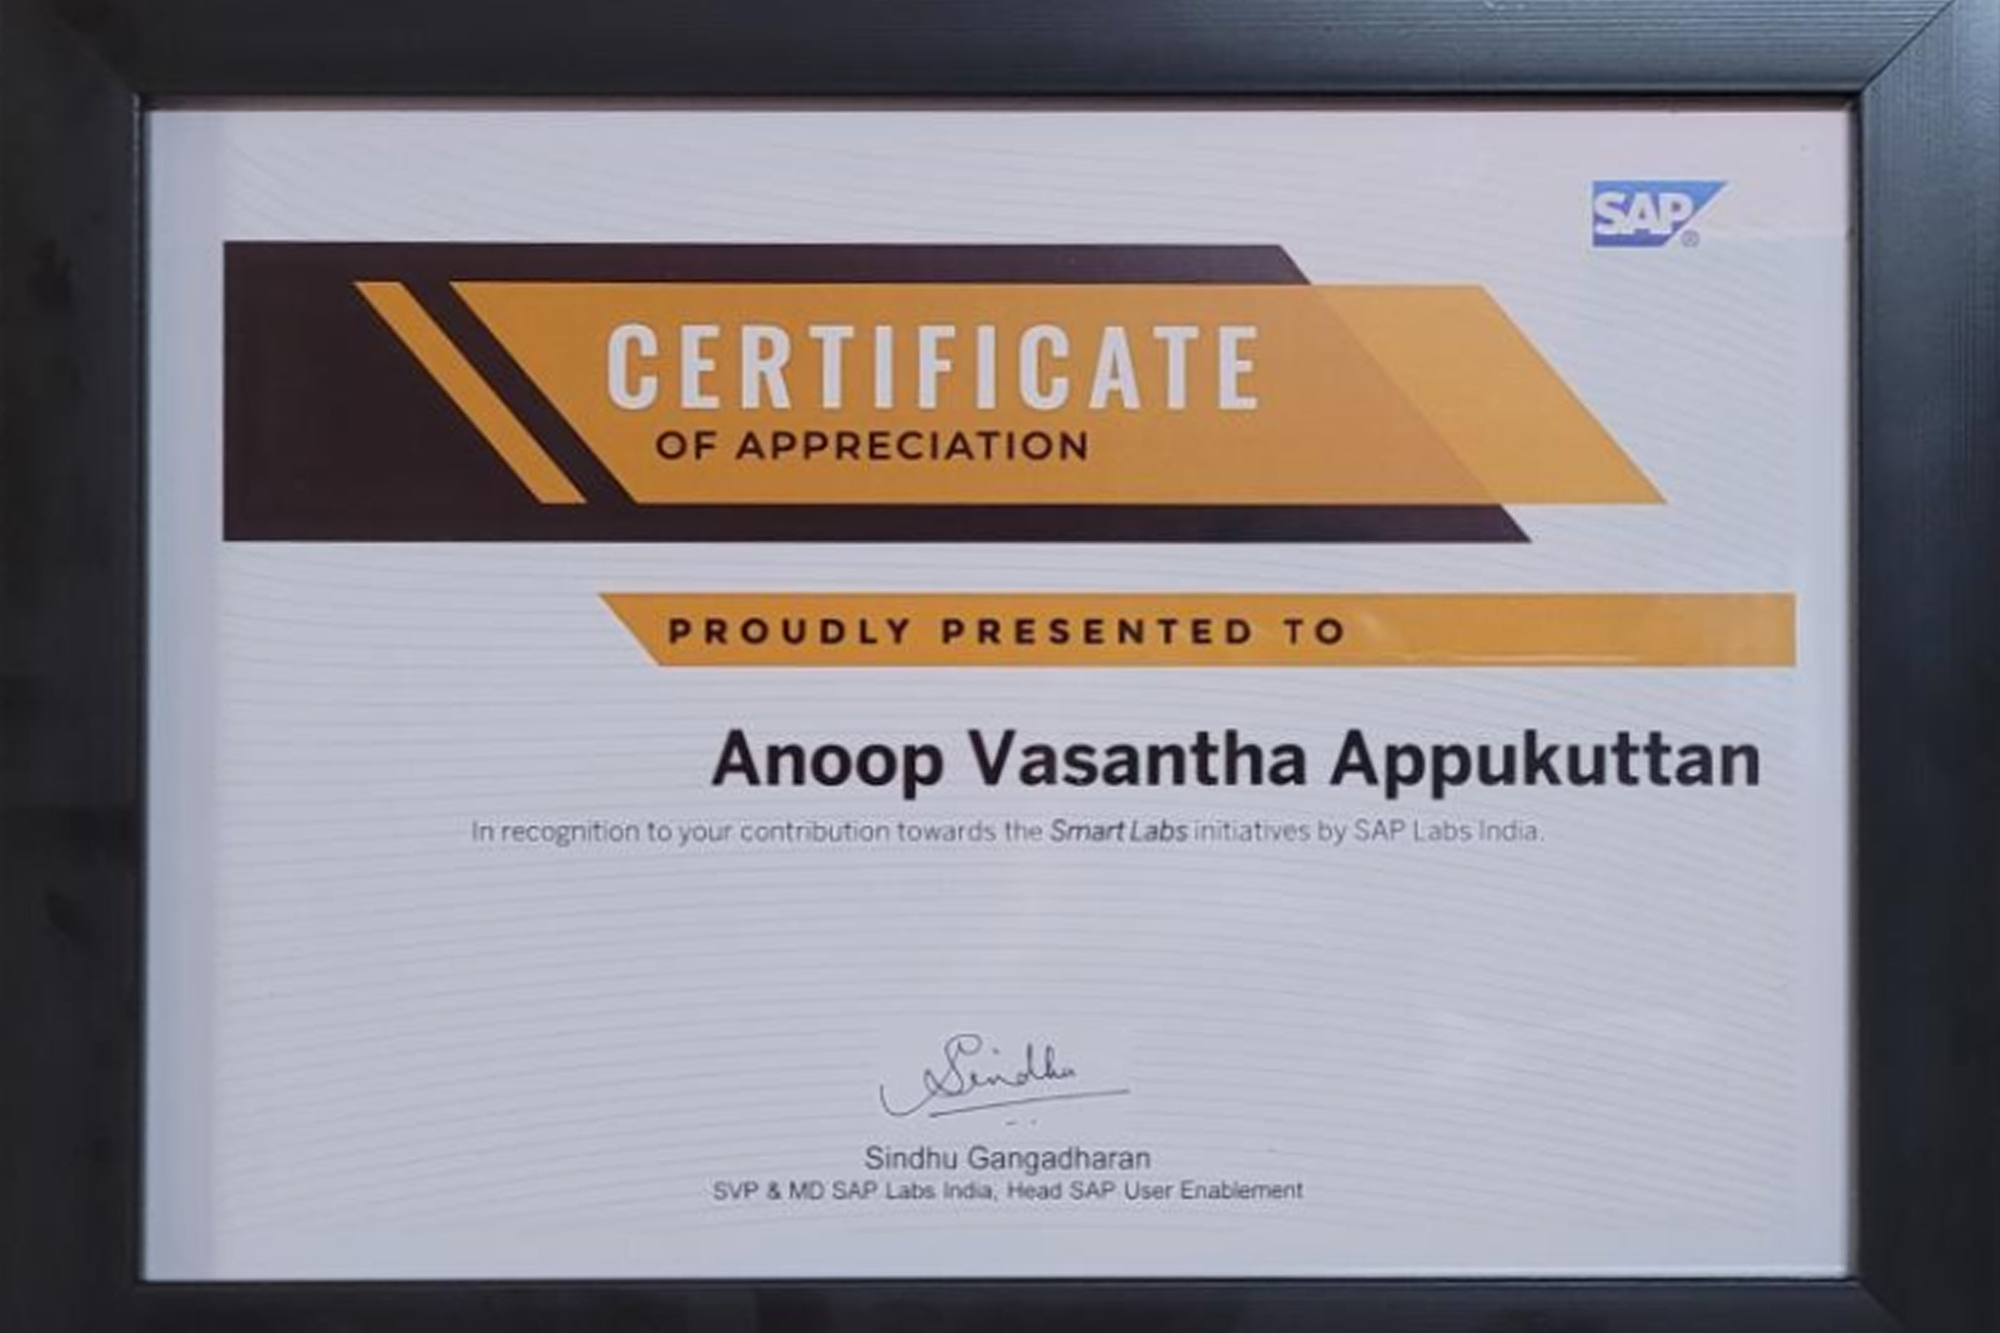 SAP®
CERTIFICATE
OF APPRECIATION
PROUDLY PRESENTED TO
Anoop Vasantha Appukuttan
In recognition to your contribution towards the Smart Labs initiatives by SAP Labs India.
Sindhu
Sindhu Gangadharan
SVP & MD SAP Labs India, Head SAP User Enablement